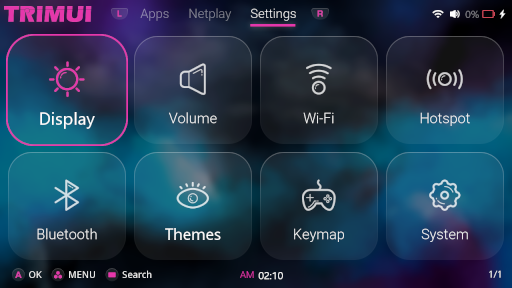 TRIMUI L Apps Netplay Settings R 0%
Display Volume Wi-Fi Hotspot
Bluetooth Themes Keymap System
A OK MENU Search AM 02:10 1/1